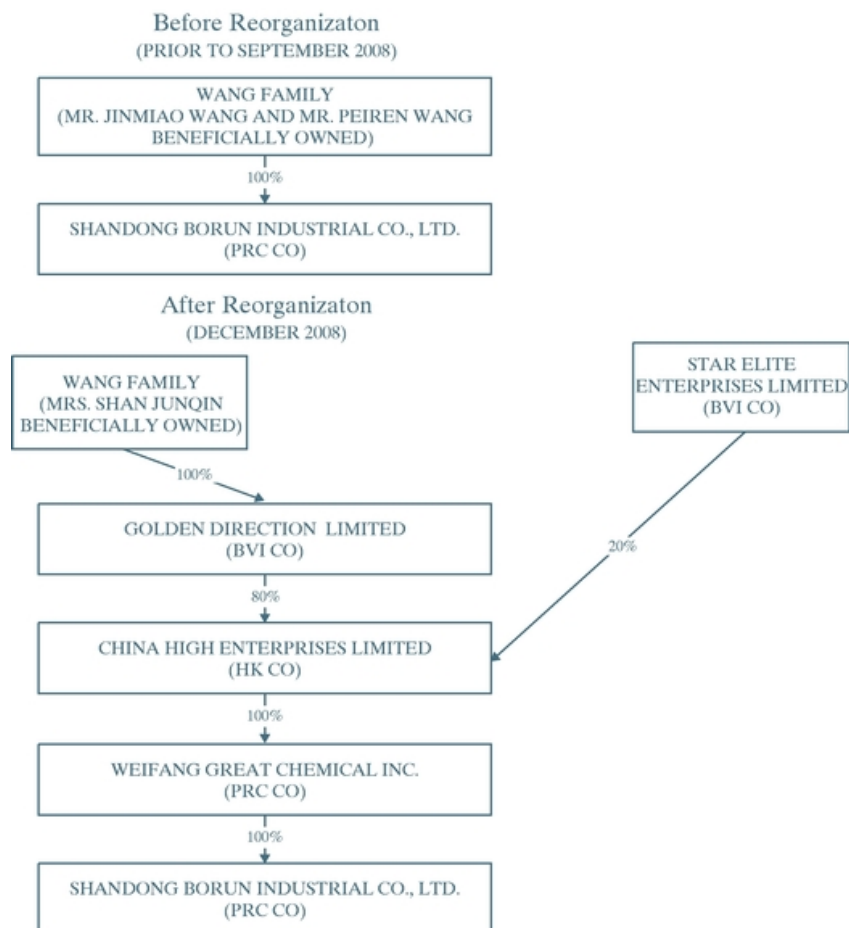 Before Reorganizaton
(PRIOR TO SEPTEMBER 2008)
WANG FAMILY
(MR. JINMIAO WANG AND MR. PEIREN WANG
BENEFICIALLY OWNED)
100%
SHANDONG BORUN INDUSTRIAL CO., LTD.
(PRC CO)
After Reorganizaton
(DECEMBER 2008)
WANG FAMILY
(MRS. SHAN JUNQIN
BENEFICIALLY OWNED)
STAR ELITE
ENTERPRISES LIMITED
(BVI CO)
100%
GOLDEN DIRECTION LIMITED
(BVI CO)
20%
80%
CHINA HIGH ENTERPRISES LIMITED
(HK CO)
100%
WEIFANG GREAT CHEMICAL INC.
(PRC CO)
100%
SHANDONG BORUN INDUSTRIAL CO., LTD.
(PRC CO)